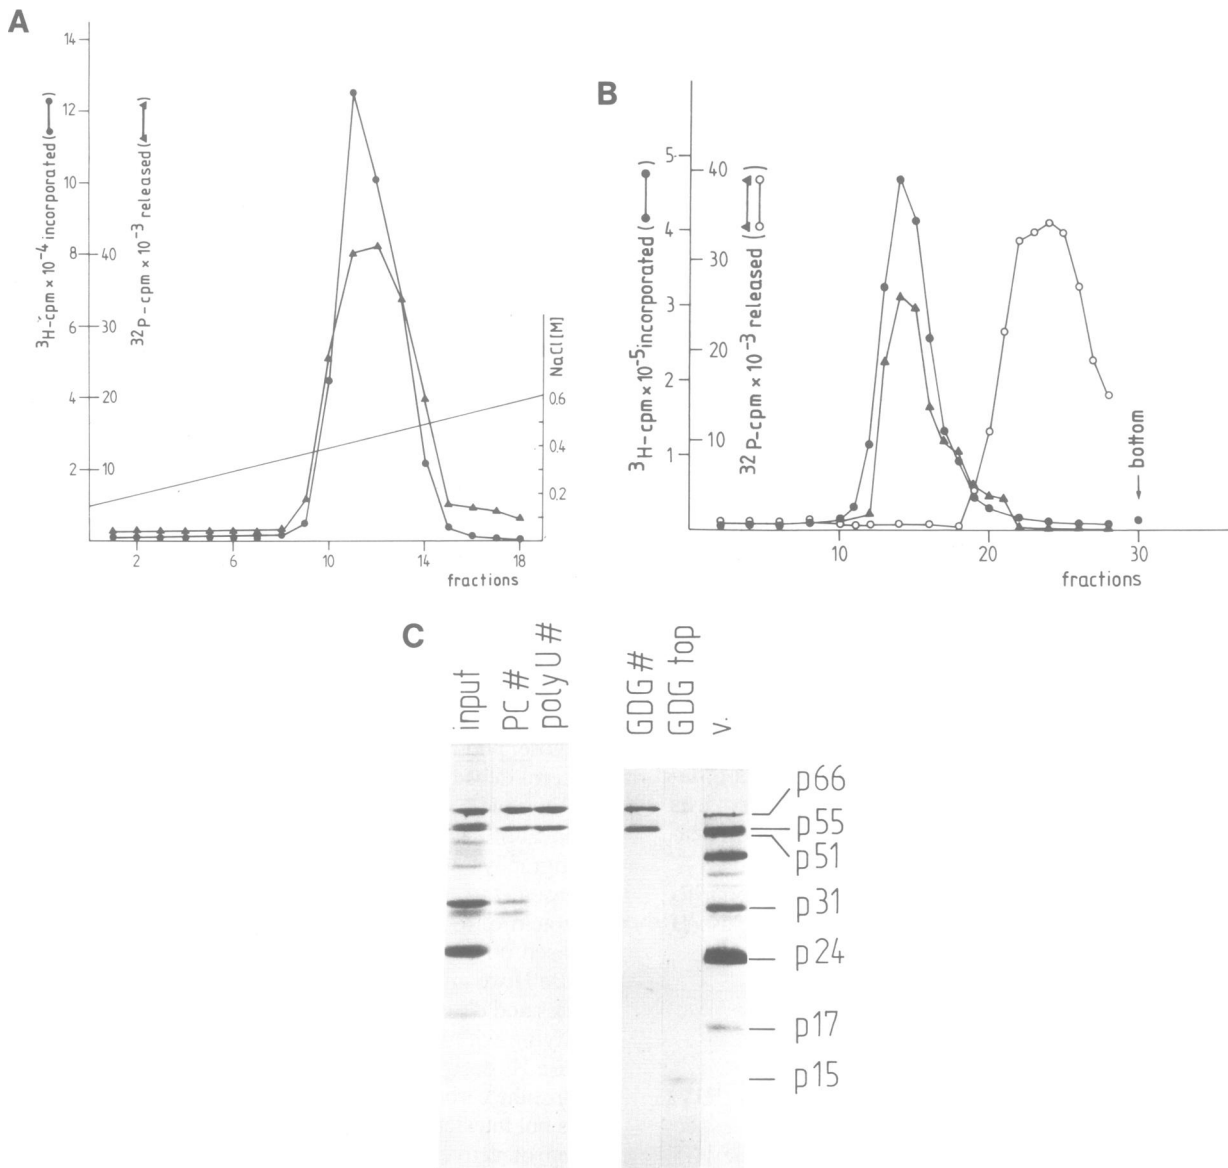 A
14
12
10
8
6
4
2
40
30
20
10
³H-cpm × 10⁻⁴ incorporated (●—●)
³²P - cpm × 10⁻³ released (▲—▲)
NaCl [M]
0.6
0.4
0.2
2
6
10
14
18
fractions
B
5
4
3
2
1
40
30
20
10
³H-cpm × 10⁻⁵ incorporated (●—●)
³²P-cpm × 10⁻³ released (▲—▲ ○—○)
bottom
10
20
30
fractions
C
input
PC #
poly U #
GDG #
GDG top
v.
p66
p55
p51
p31
p24
p17
p15